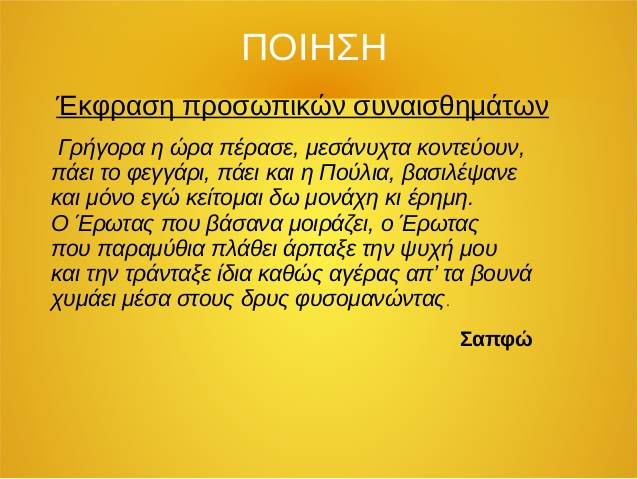 ΠΟΙΗΣΗ
Έκφραση προσωπικών συναισθημάτων
Γρήγορα η ώρα πέρασε, μεσάνυχτα κοντεύουν,
πάει το φεγγάρι, πάει και η Πούλια, βασιλέψανε
και μόνο εγώ κείτομαι δω μονάχη κι έρημη.
Ο Έρωτας που βάσανα μοιράζει, ο Έρωτας
που παραμύθια πλάθει άρπαξε την ψυχή μου
και την τράνταξε ίδια καθώς αγέρας απ’ τα βουνά
χυμάει μέσα στους δρυς φυσομανώντας.
Σαπφώ